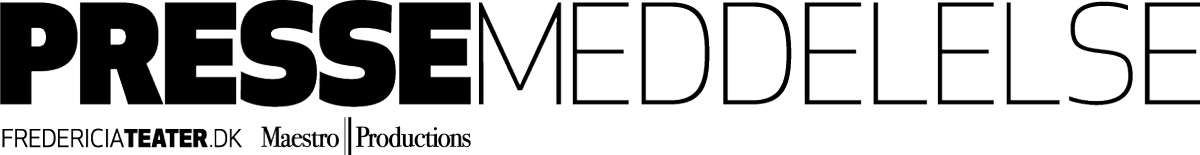 PRESSEMEDDELELSE
FREDERICIATEATER.DK Maestro Productions